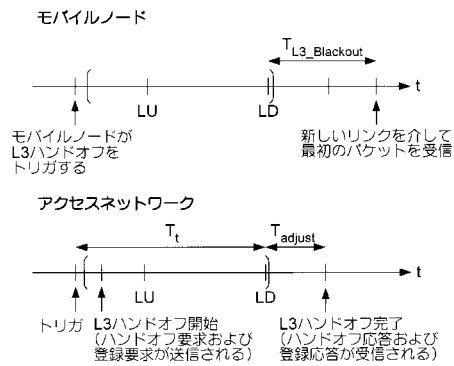 モバイルノード
T L3_Blackout
t
LU
LD
モバイルノードが
L3ハンドオフを
トリガする
新しいリンクを介して
最初のパケットを受信
アクセスネットワーク
T t
T adjust
t
LU
LD
トリガ
L3ハンドオフ開始
（ハンドオフ要求および
登録要求が送信される）
L3ハンドオフ完了
（ハンドオフ応答および
登録応答が受信される）